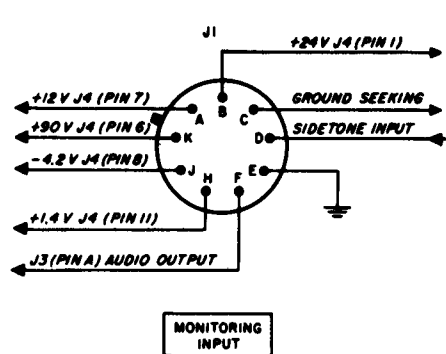 J1
+24V J4 (PIN 1)
+12V J4 (PIN 7)
GROUND SEEKING
A
B
C
+90V J4 (PIN 6)
SIDETONE INPUT
K
D
-4.2V J4 (PIN 8)
J
E
H
F
+1.4V J4 (PIN 11)
J3 (PIN A) AUDIO OUTPUT
MONITORING
INPUT